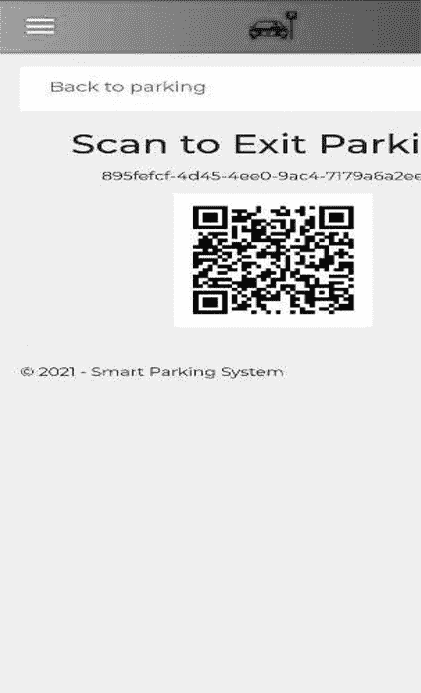 Back to parking
Scan to Exit Parki
895fefcf-4d45-4ee0-9ac4-7179a6a2ee
© 2021 - Smart Parking System